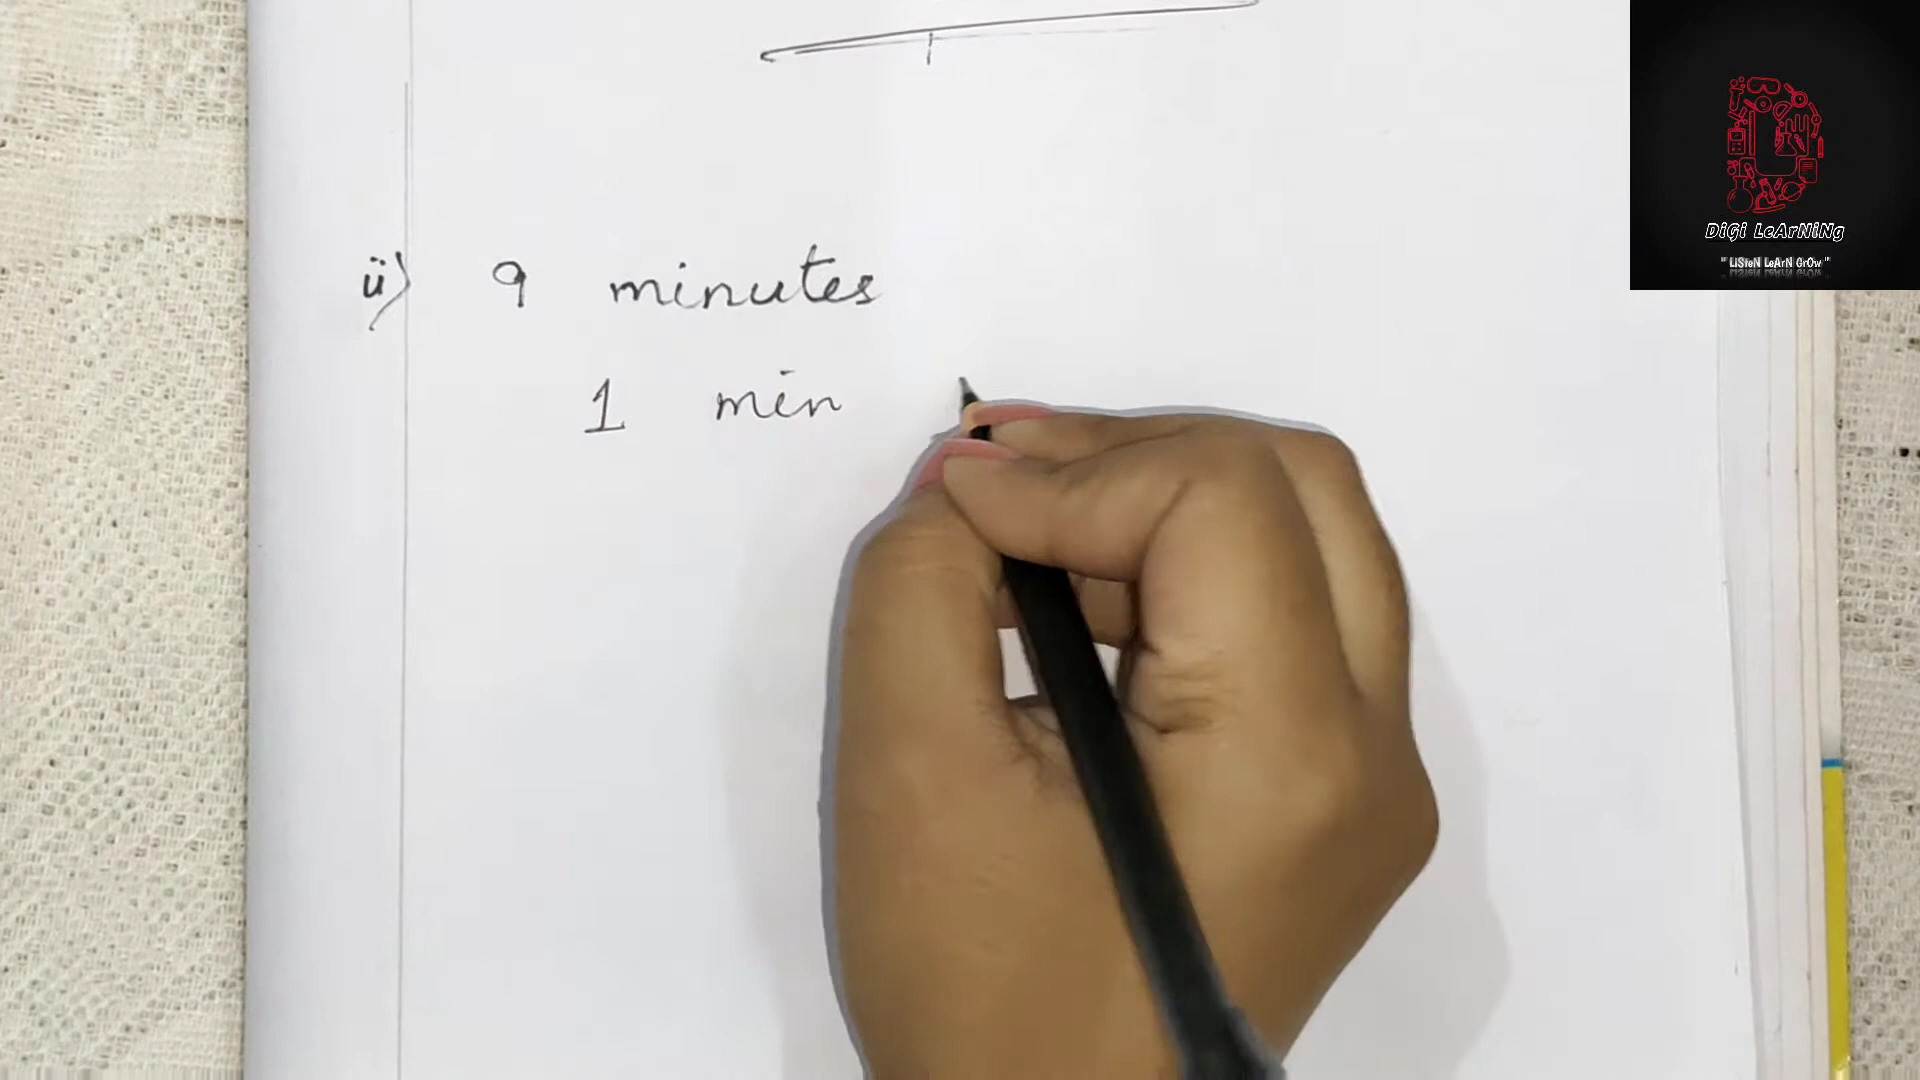 DiGi LeArNiNg
" LIsteN LeArN GrOw "
ii) 9 minutes
1 min